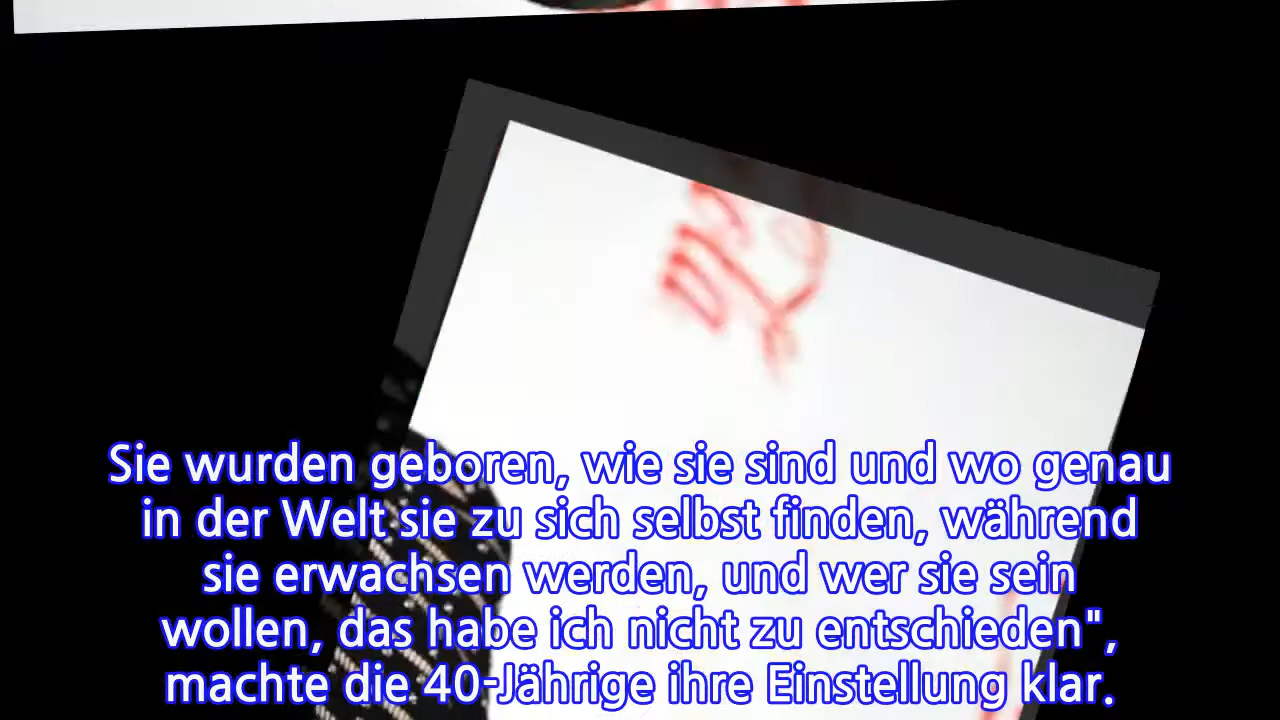 Sie wurden geboren, wie sie sind und wo genau
in der Welt sie zu sich selbst finden, während
sie erwachsen werden, und wer sie sein
wollen, das habe ich nicht zu entschieden",
machte die 40-Jährige ihre Einstellung klar.